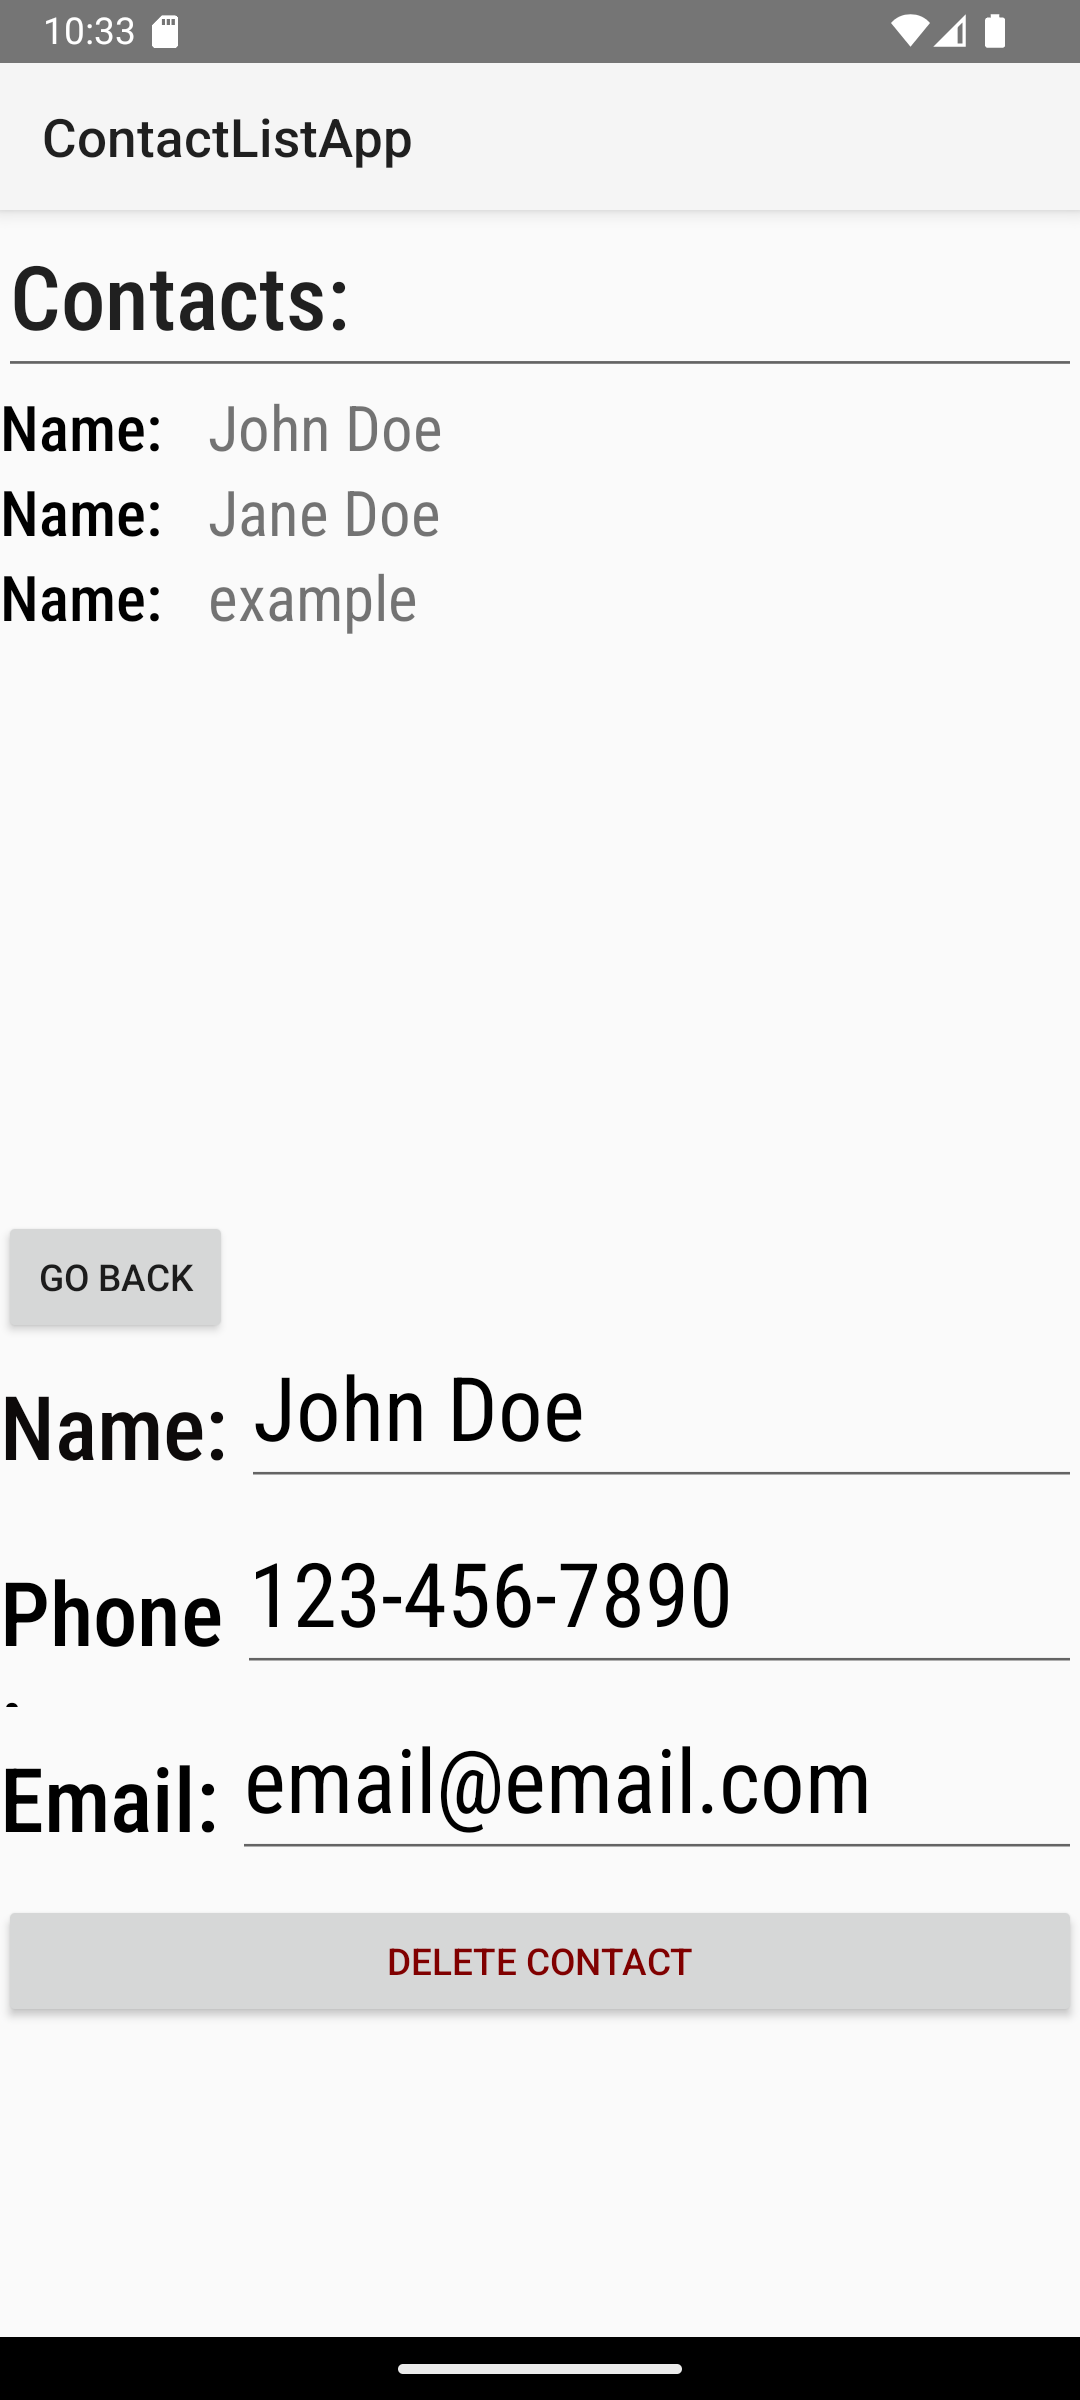 10:33
ContactListApp
Contacts:
Name: John Doe
Name: Jane Doe
Name: example
GO BACK
Name: John Doe
Phone 123-456-7890
:
Email: email@email.com
DELETE CONTACT